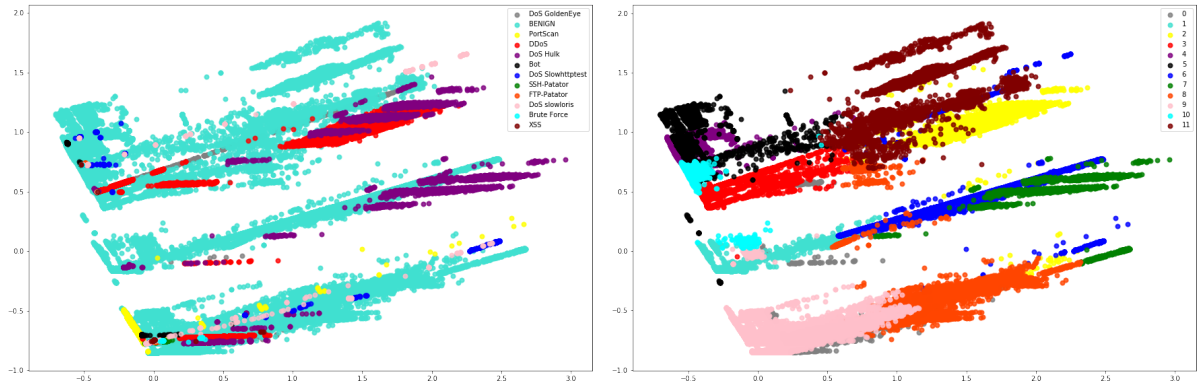 DoS GoldenEye
BENIGN
PortScan
DDoS
DoS Hulk
Bot
DoS Slowhttptest
SSH-Patator
FTP-Patator
DoS slowloris
Brute Force
XSS
2.0
1.5
1.0
0.5
0.0
−0.5
−1.0
−0.5 0.0 0.5 1.0 1.5 2.0 2.5 3.0
0
1
2
3
4
5
6
7
8
9
10
11
2.0
1.5
1.0
0.5
0.0
−0.5
−1.0
−0.5 0.0 0.5 1.0 1.5 2.0 2.5 3.0